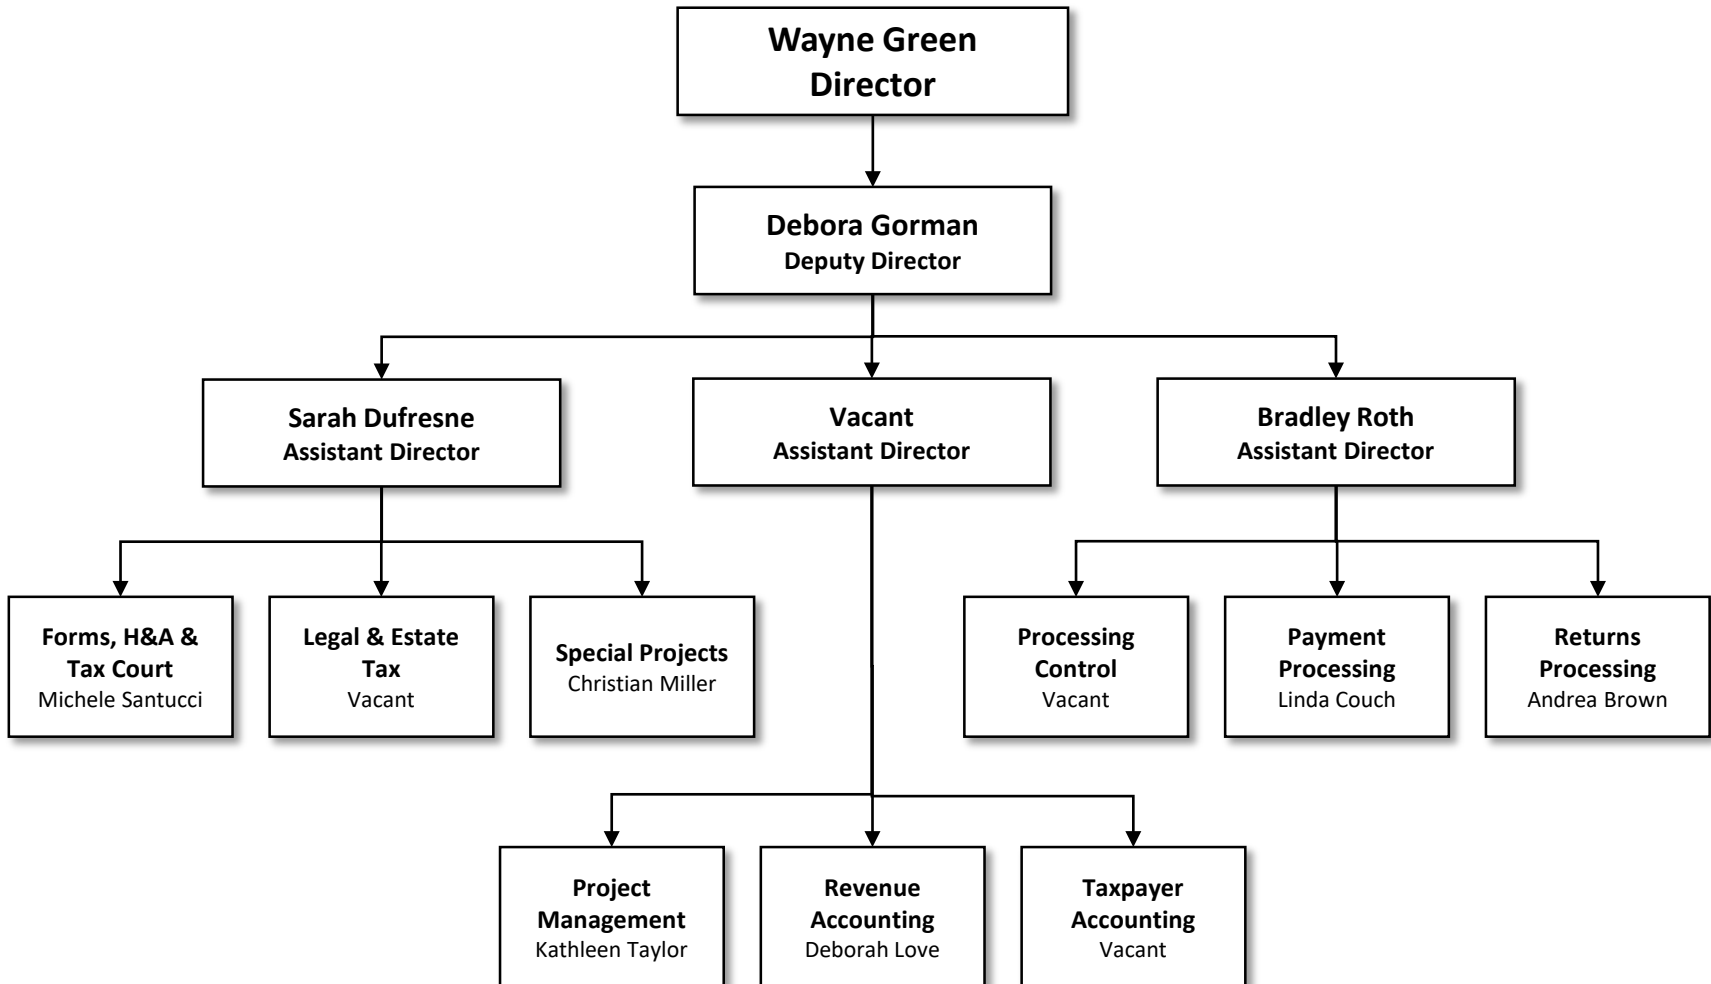 Wayne Green
Director
Debora Gorman
Deputy Director
Sarah Dufresne
Assistant Director
Vacant
Assistant Director
Bradley Roth
Assistant Director
Forms, H&A &
Tax Court
Michele Santucci
Legal & Estate
Tax
Vacant
Special Projects
Christian Miller
Processing
Control
Vacant
Payment
Processing
Linda Couch
Returns
Processing
Andrea Brown
Project
Management
Kathleen Taylor
Revenue
Accounting
Deborah Love
Taxpayer
Accounting
Vacant